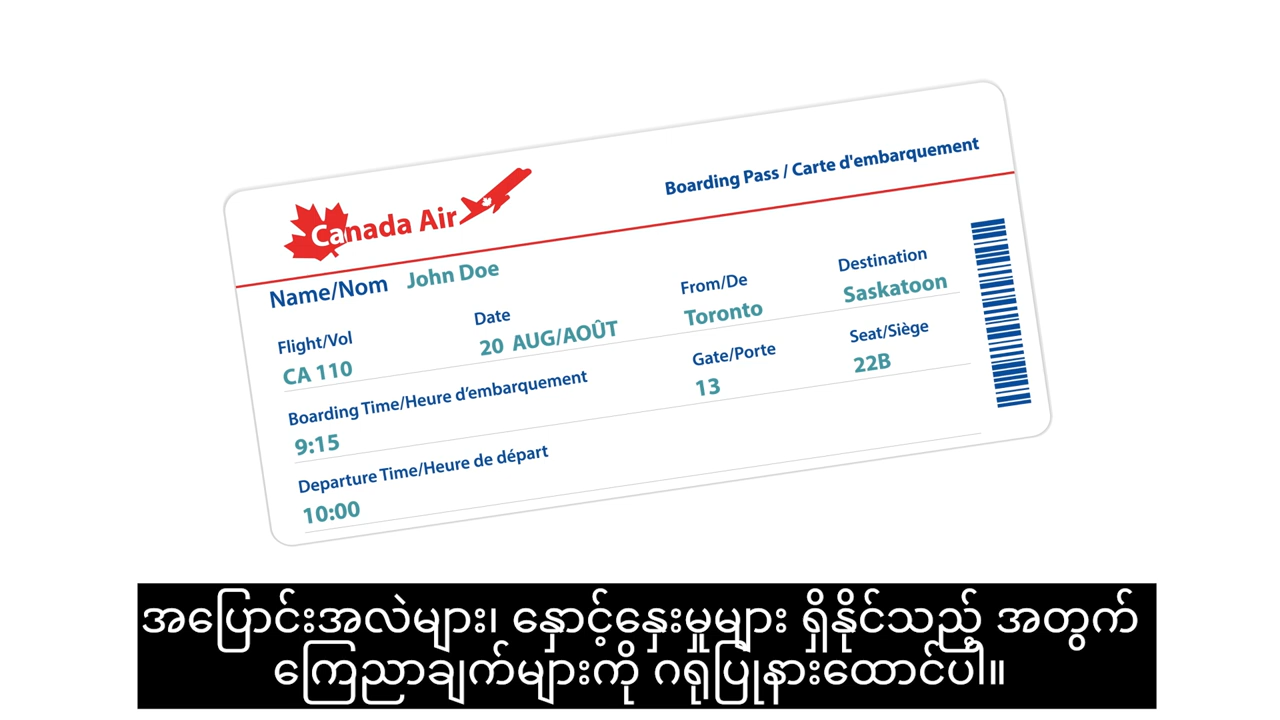 Canada Air
Boarding Pass / Carte d'embarquement
Name/Nom John Doe
Flight/Vol
CA 110
Date
20 AUG/AOÛT
From/De
Toronto
Destination
Saskatoon
Boarding Time/Heure d’embarquement
9:15
Gate/Porte
13
Seat/Siège
22B
Departure Time/Heure de départ
10:00
အပြောင်းအလဲများ၊ နှောင့်နှေးမှုများ ရှိနိုင်သည့် အတွက်
ကြေညာချက်များကို ဂရုပြုနားထောင်ပါ။